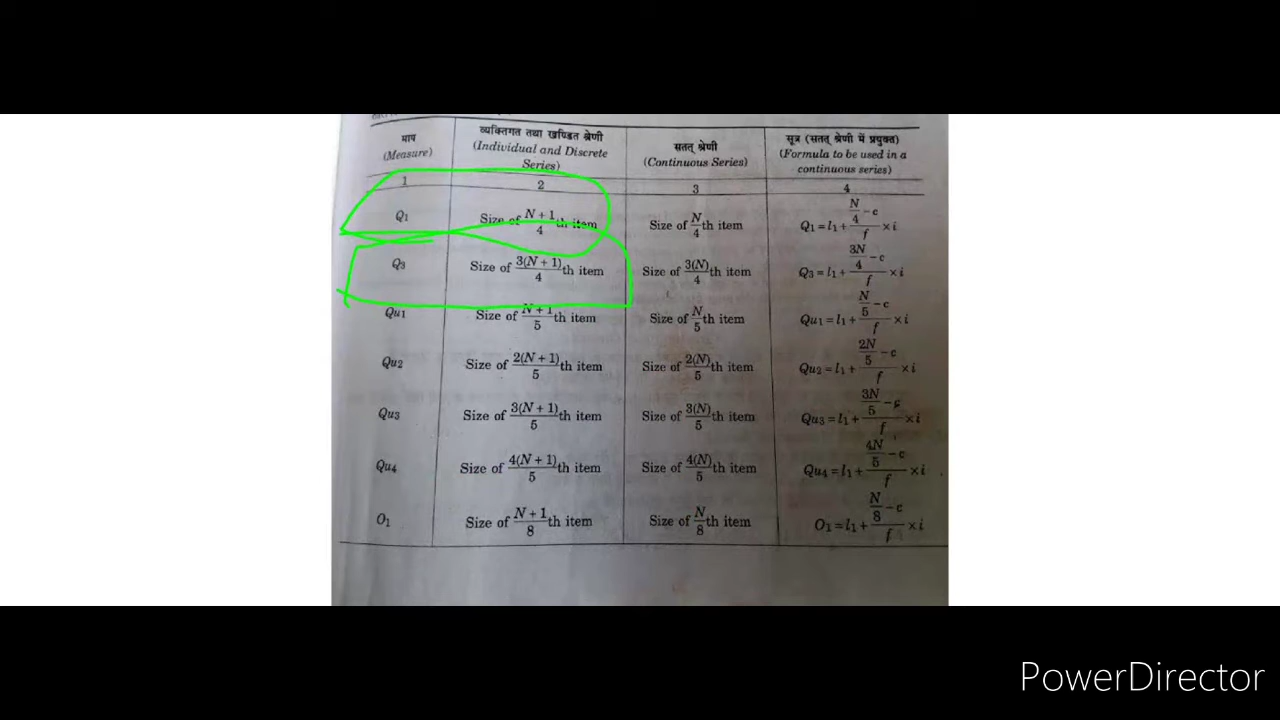 माप
(Measure)
व्यक्तिगत तथा खण्डित श्रेणी
(Individual and Discrete
Series)
सतत् श्रेणी
(Continuous Series)
सूत्र (सतत् श्रेणी में प्रयुक्त)
(Formula to be used in a
continuous series)
1 2 3 4
Q1 Size of N + 1/4 th item Size of N/4 th item Q1 = l1 + N/4 – c/f × i
Q3 Size of 3(N + 1)/4 th item Size of 3(N)/4 th item Q3 = l1 + 3N/4 – c/f × i
Qu1 Size of N + 1/5 th item Size of N/5 th item Qu1 = l1 + N/5 – c/f × i
Qu2 Size of 2(N + 1)/5 th item Size of 2(N)/5 th item Qu2 = l1 + 2N/5 – c/f × i
Qu3 Size of 3(N + 1)/5 th item Size of 3(N)/5 th item Qu3 = l1 + 3N/5 – c/f × i
Qu4 Size of 4(N + 1)/5 th item Size of 4(N)/5 th item Qu4 = l1 + 4N/5 – c/f × i
O1 Size of N + 1/8 th item Size of N/8 th item O1 = l1 + N/8 – c/f × i
PowerDirector